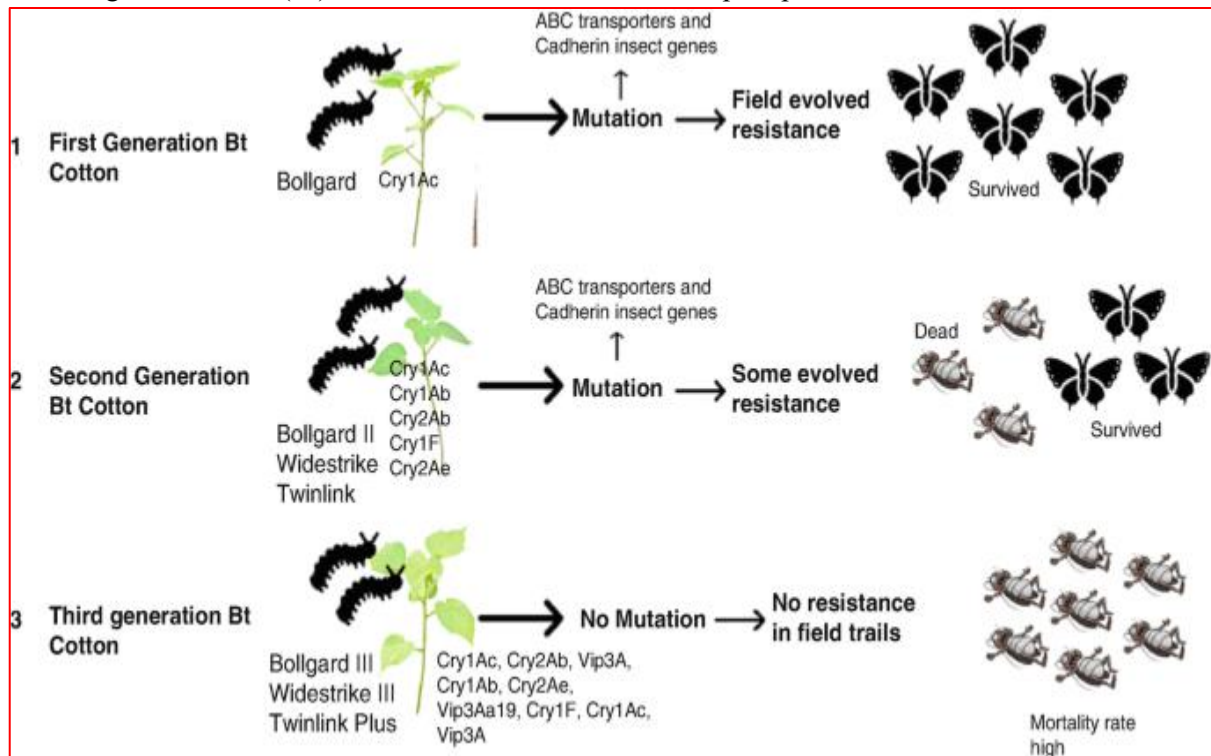 ABC transporters and
Cadherin insect genes
1 First Generation Bt
Cotton
Bollgard
Cry1Ac
Mutation
Field evolved
resistance
Survived
ABC transporters and
Cadherin insect genes
2 Second Generation
Bt Cotton
Bollgard II
Widestrike
Twinlink
Cry1Ac
Cry1Ab
Cry2Ab
Cry1F
Cry2Ae
Mutation
Some evolved
resistance
Dead
Survived
3 Third generation Bt
Cotton
Bollgard III
Widestrike III
Twinlink Plus
Cry1Ac, Cry2Ab, Vip3A,
Cry1Ab, Cry2Ae,
Vip3Aa19, Cry1F, Cry1Ac,
Vip3A
No Mutation
No resistance
in field trails
Mortality rate
high